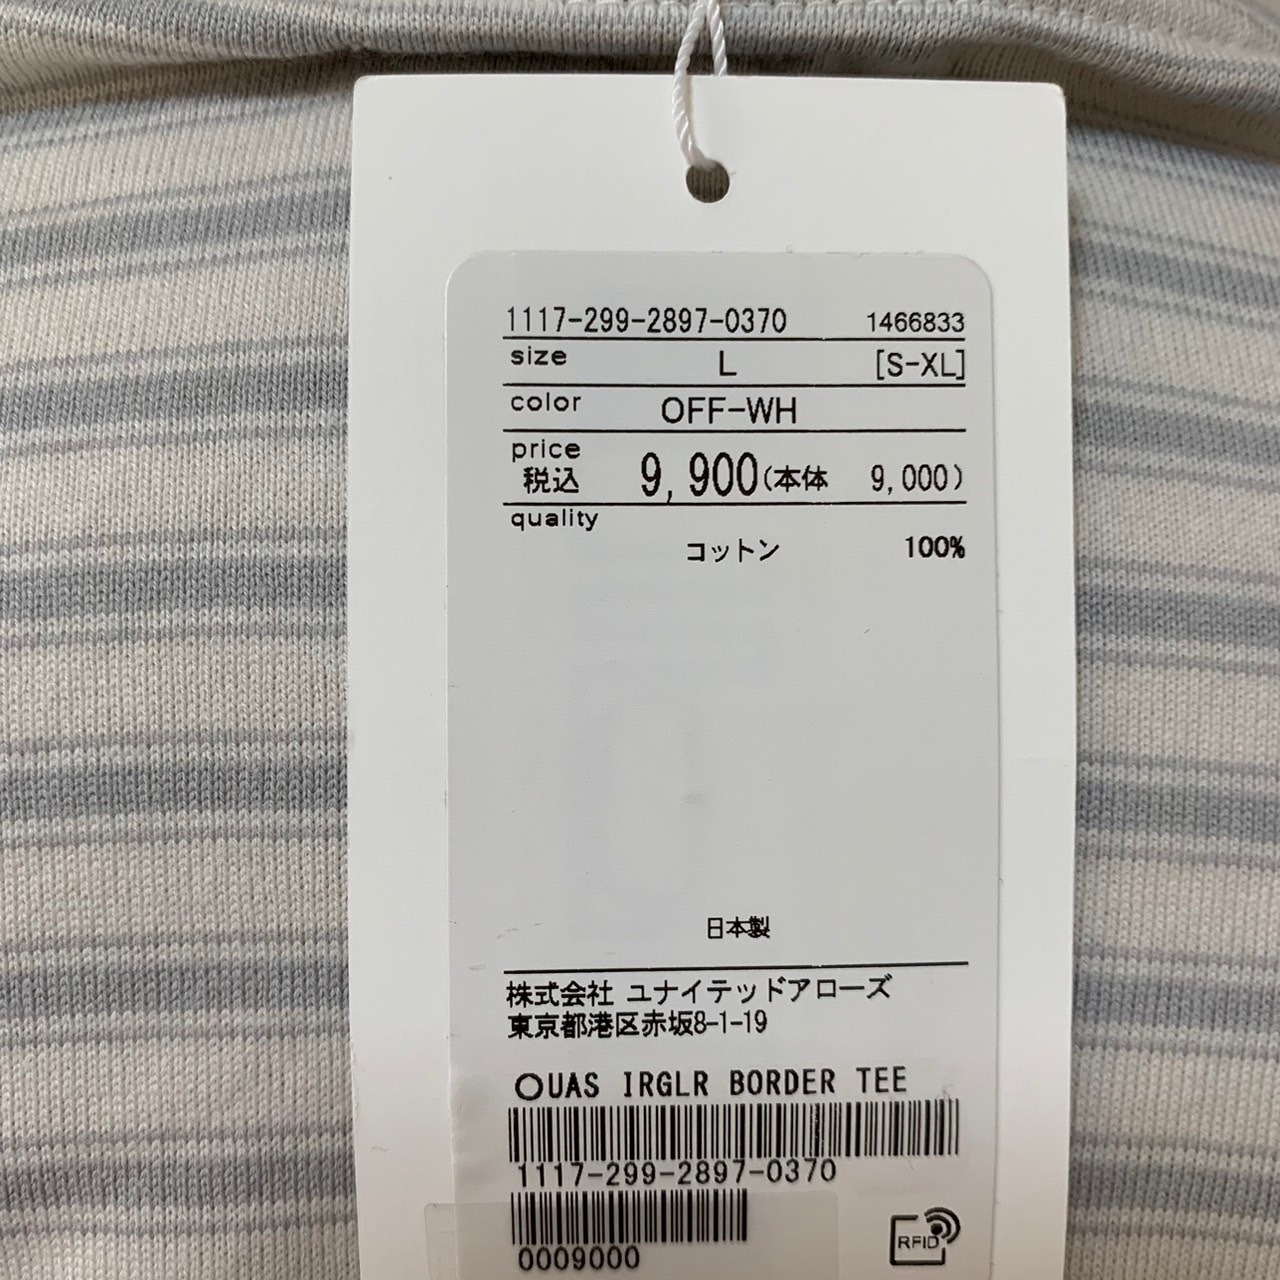 1117-299-2897-0370 1466833
size L [S-XL]
color OFF-WH
price
税込 9,900(本体 9,000)
quality
コットン 100%
日本製
株式会社 ユナイテッドアローズ
東京都港区赤坂8-1-19
○UAS IRGLR BORDER TEE
1117-299-2897-0370
0009000
RFID